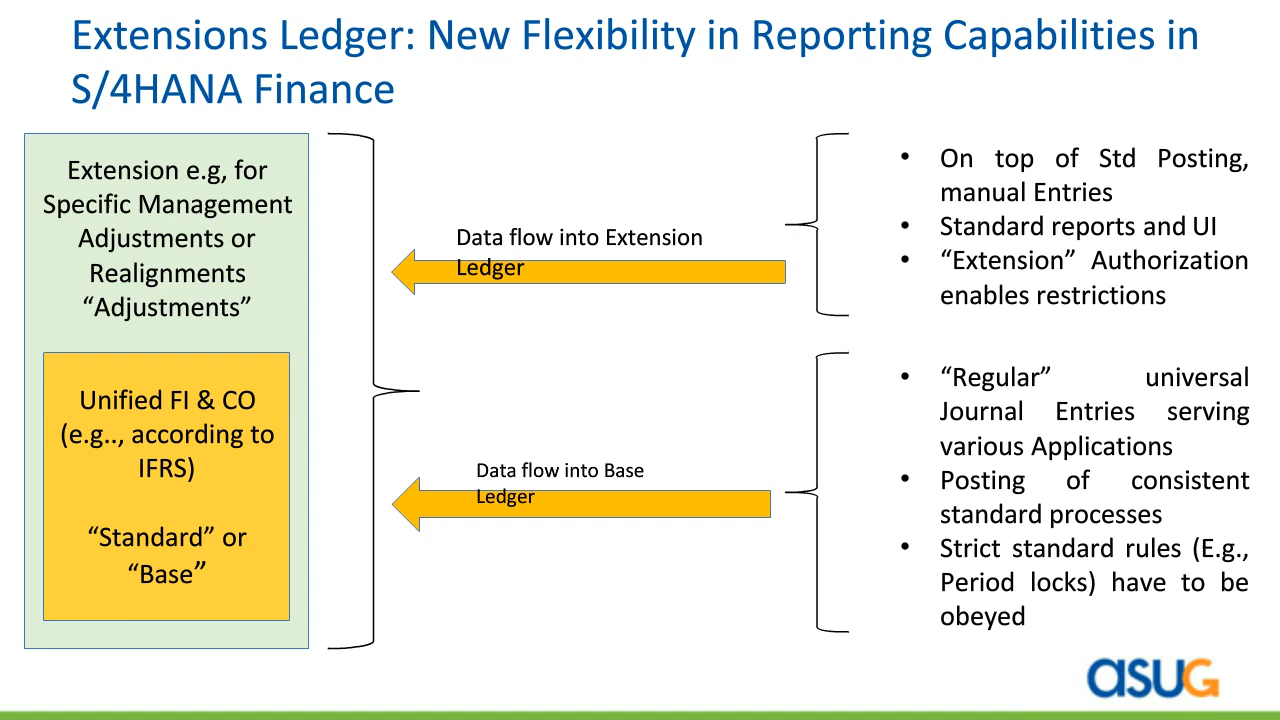 Extensions Ledger: New Flexibility in Reporting Capabilities in
S/4HANA Finance
Extension e.g, for
Specific Management
Adjustments or
Realignments
“Adjustments”
Unified FI & CO
(e.g.., according to
IFRS)
“Standard” or
“Base”
Data flow into Extension
Ledger
Data flow into Base
Ledger
• On top of Std Posting,
manual Entries
• Standard reports and UI
• “Extension” Authorization
enables restrictions
• “Regular” universal
Journal Entries serving
various Applications
• Posting of consistent
standard processes
• Strict standard rules (E.g.,
Period locks) have to be
obeyed
asuG